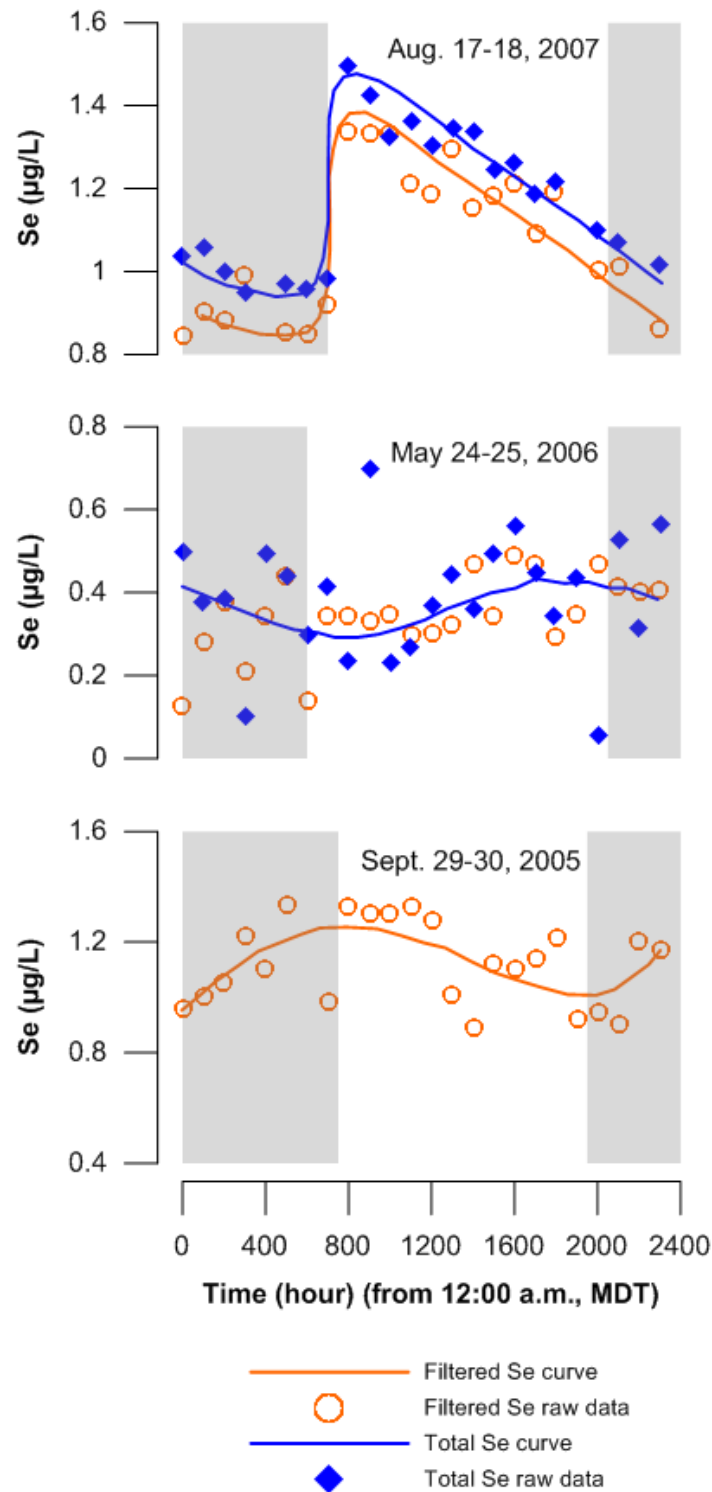 1.6
Aug. 17-18, 2007
1.4
1.2
1
0.8
Se (µg/L)
0.8
May 24-25, 2006
0.6
0.4
0.2
0
Se (µg/L)
1.6
Sept. 29-30, 2005
1.2
0.8
0.4
Se (µg/L)
0 400 800 1200 1600 2000 2400
Time (hour) (from 12:00 a.m., MDT)
Filtered Se curve
Filtered Se raw data
Total Se curve
Total Se raw data